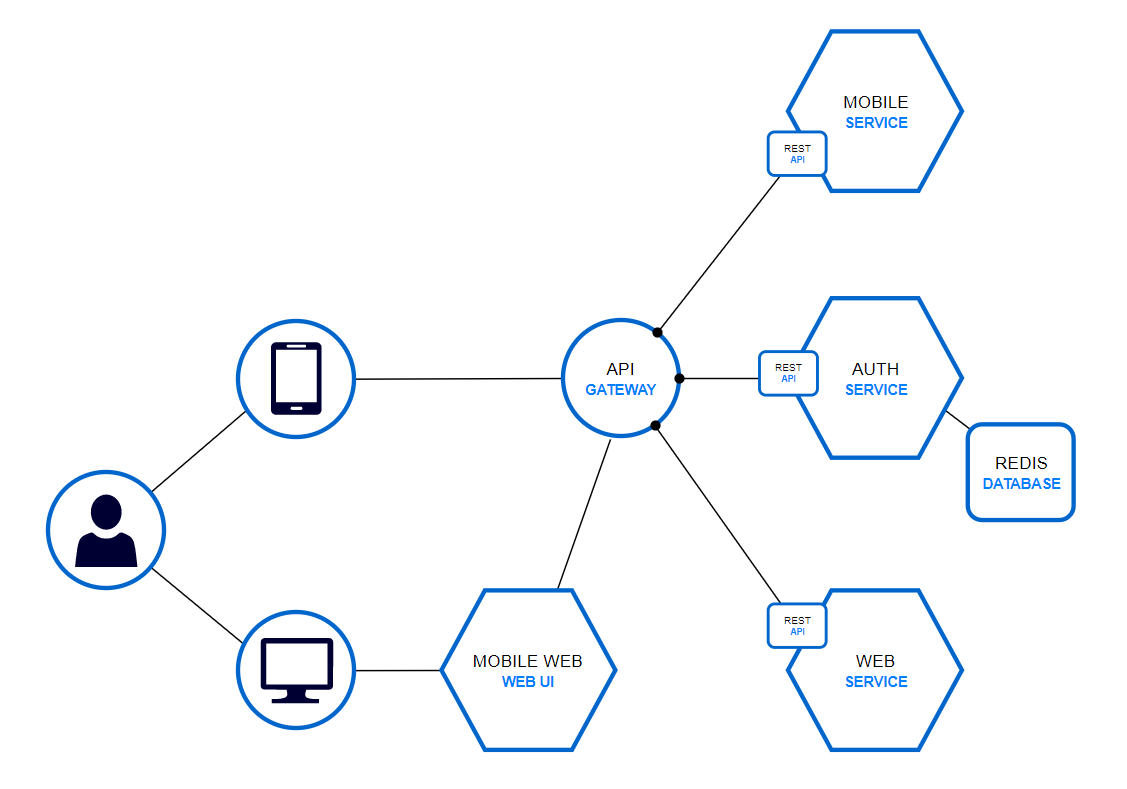 MOBILE
SERVICE
REST
API
API
GATEWAY
REST
API
AUTH
SERVICE
REDIS
DATABASE
REST
API
MOBILE WEB
WEB UI
WEB
SERVICE